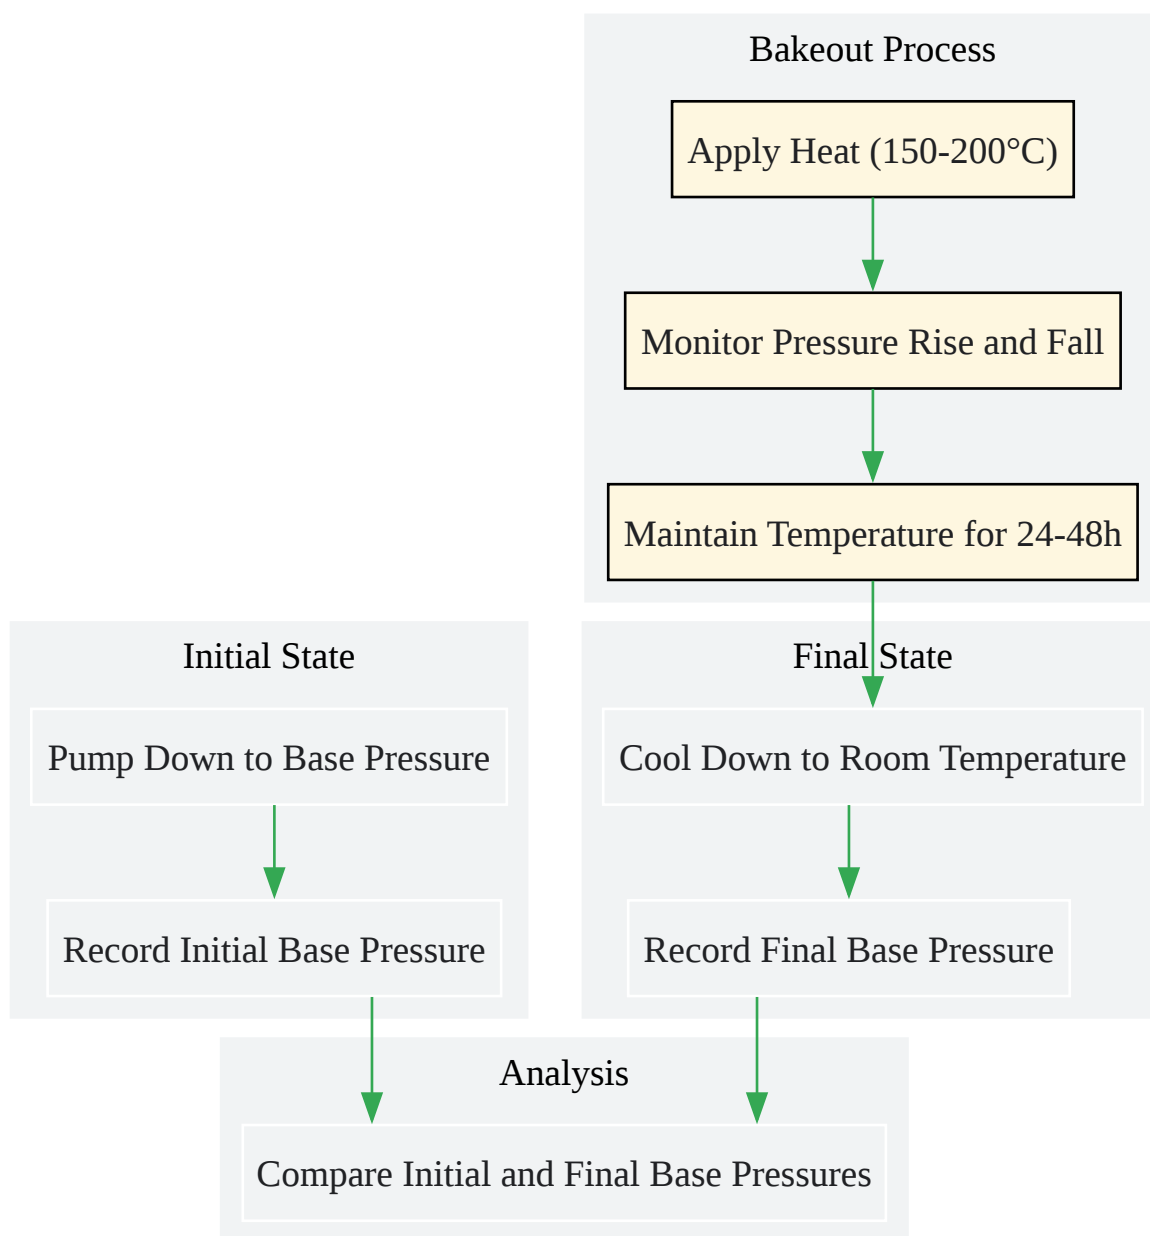 Bakeout Process
Apply Heat (150-200°C)
Monitor Pressure Rise and Fall
Maintain Temperature for 24-48h
Initial State
Pump Down to Base Pressure
Record Initial Base Pressure
Final State
Cool Down to Room Temperature
Record Final Base Pressure
Analysis
Compare Initial and Final Base Pressures